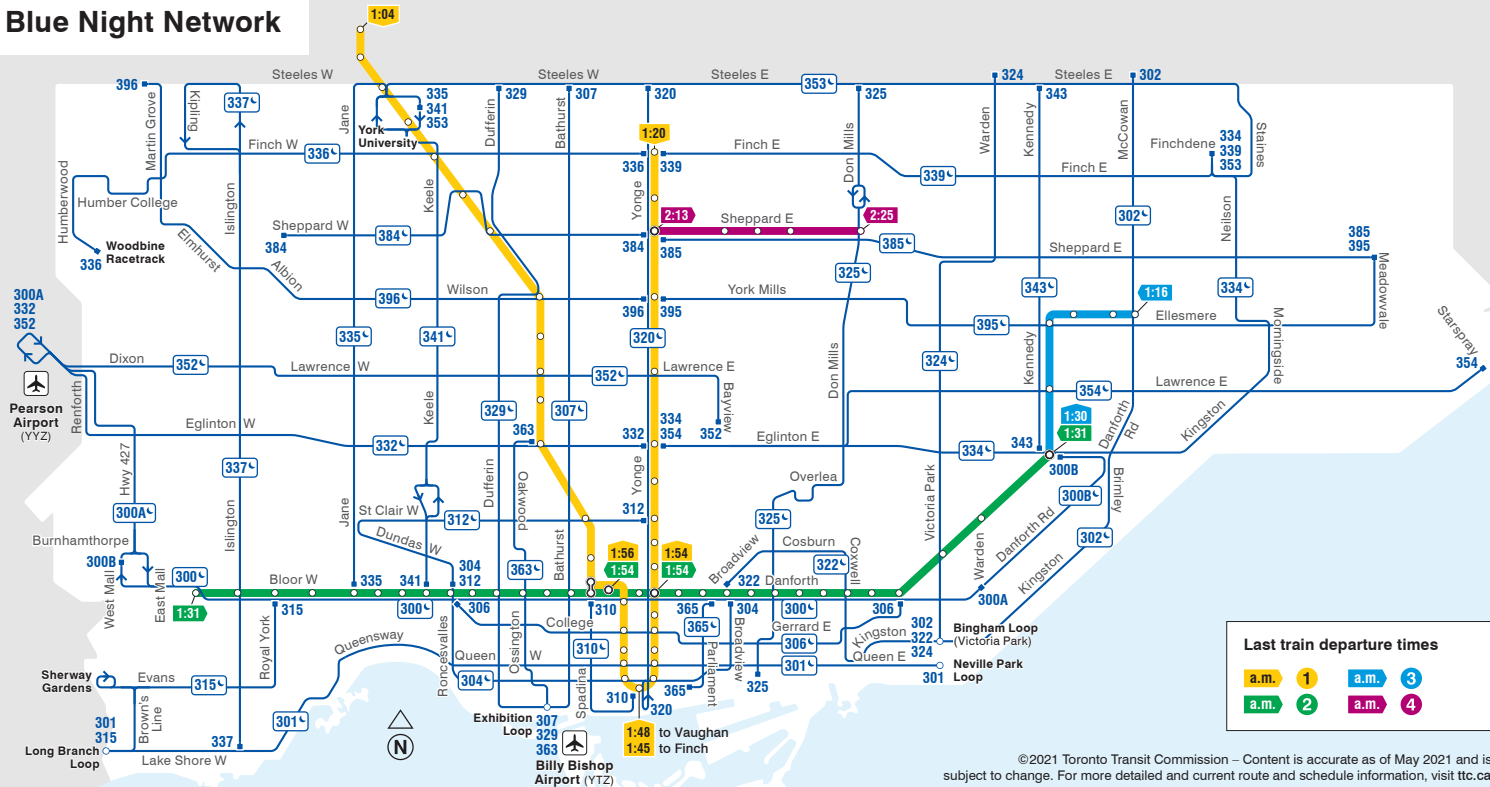 Blue Night Network
1:04
Steeles W
Steeles W
Steeles E
353
324
Steeles E
302
396
Martin Grove
Kipling
337
Jane
335
341
353
Dufferin
329
Bathurst
307
320
325
Warden
Kennedy
343
McCowan
Staines
York
University
1:20
Don Mills
Finchdene
334
339
353
Finch W
336
336
339
Finch E
339
Finch E
Humberwood
Humber College
Islington
Keele
Yonge
302
Neilson
Sheppard W
384
384
2:13
Sheppard E
2:25
384
385
385
Sheppard E
385
395
Meadowvale
Woodbine
Racetrack
336
Elmhurst
Albion
396
Wilson
396
395
York Mills
325
343
334
1:16
395
Ellesmere
Morningside
Starspray
354
300A
332
352
Pearson
Airport
(YYZ)
Renforth
Dixon
352
Lawrence W
335
341
352
320
Lawrence E
Bayview
352
Don Mills
324
Kennedy
354
Lawrence E
Kingston
Keele
329
307
Eglinton W
332
363
332
334
354
Eglinton E
334
343
1:30
1:31
300B
Danforth
Rd
Hwy 427
337
Dufferin
Oakwood
Yonge
Overlea
Victoria Park
300B
Brimley
300A
Islington
Jane
St Clair W
312
312
Dundas W
325
Danforth Rd
302
Burnhamthorpe
300B
West Mall
East Mall
300
1:31
Bloor W
335
341
304
312
363
Bathurst
1:56
1:54
1:54
1:54
Broadview
Cosburn
322
322
Coxwell
Danforth
Warden
300A
Kingston
315
Royal York
300
306
310
365
304
300
306
College
365
Gerrard E
306
Kingston
302
322
324
Bingham Loop
(Victoria Park)
Queensway
Roncesvalles
Queen
W
Ossington
310
Parliament
Broadview
Queen E
301
301
Neville Park
Loop
Sherway
Gardens
Evans
315
304
Spadina
310
365
325
320
301
315
Brown's
Line
Long Branch
Loop
337
301
Lake Shore W
N
Exhibition
Loop
307
329
363
Billy Bishop
Airport (YTZ)
1:48 to Vaughan
1:45 to Finch
Last train departure times
a.m. 1
a.m. 3
a.m. 2
a.m. 4
©2021 Toronto Transit Commission – Content is accurate as of May 2021 and is
subject to change. For more detailed and current route and schedule information, visit ttc.ca